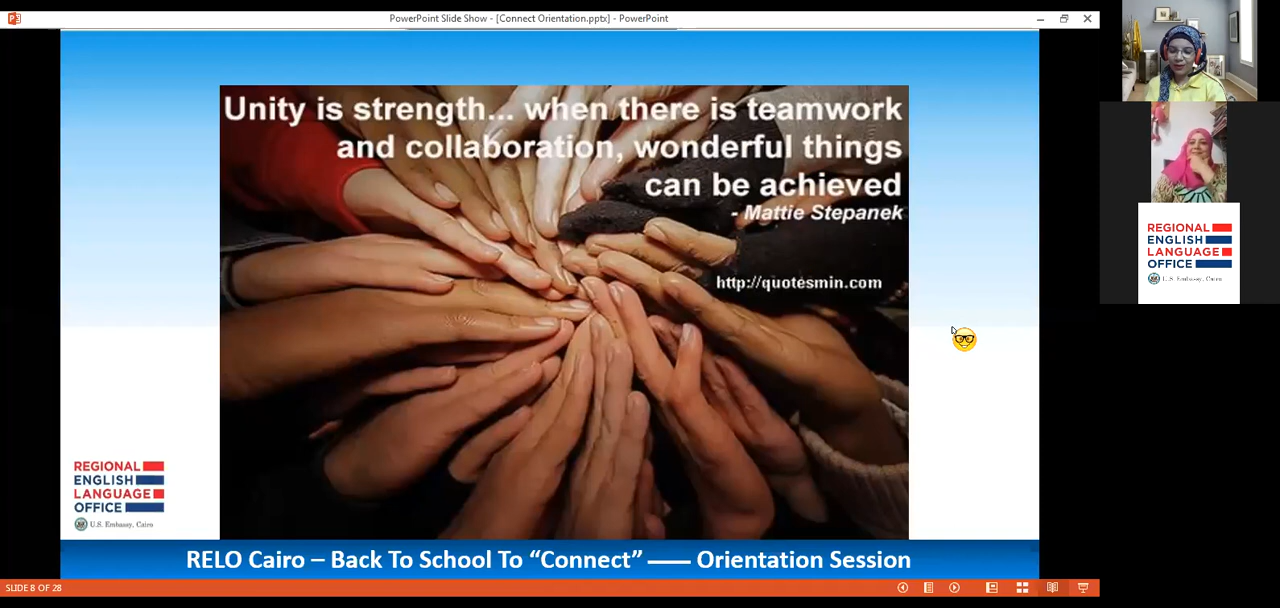 PowerPoint Slide Show - [Connect Orientation.pptx] - PowerPoint
Unity is strength... when there is teamwork
and collaboration, wonderful things
can be achieved
- Mattie Stepanek
http://quotesmin.com
REGIONAL
ENGLISH
LANGUAGE
OFFICE
U.S. Embassy, Cairo
RELO Cairo – Back To School To “Connect” —— Orientation Session
SLIDE 8 OF 28
REGIONAL
ENGLISH
LANGUAGE
OFFICE
U.S. Embassy, Cairo